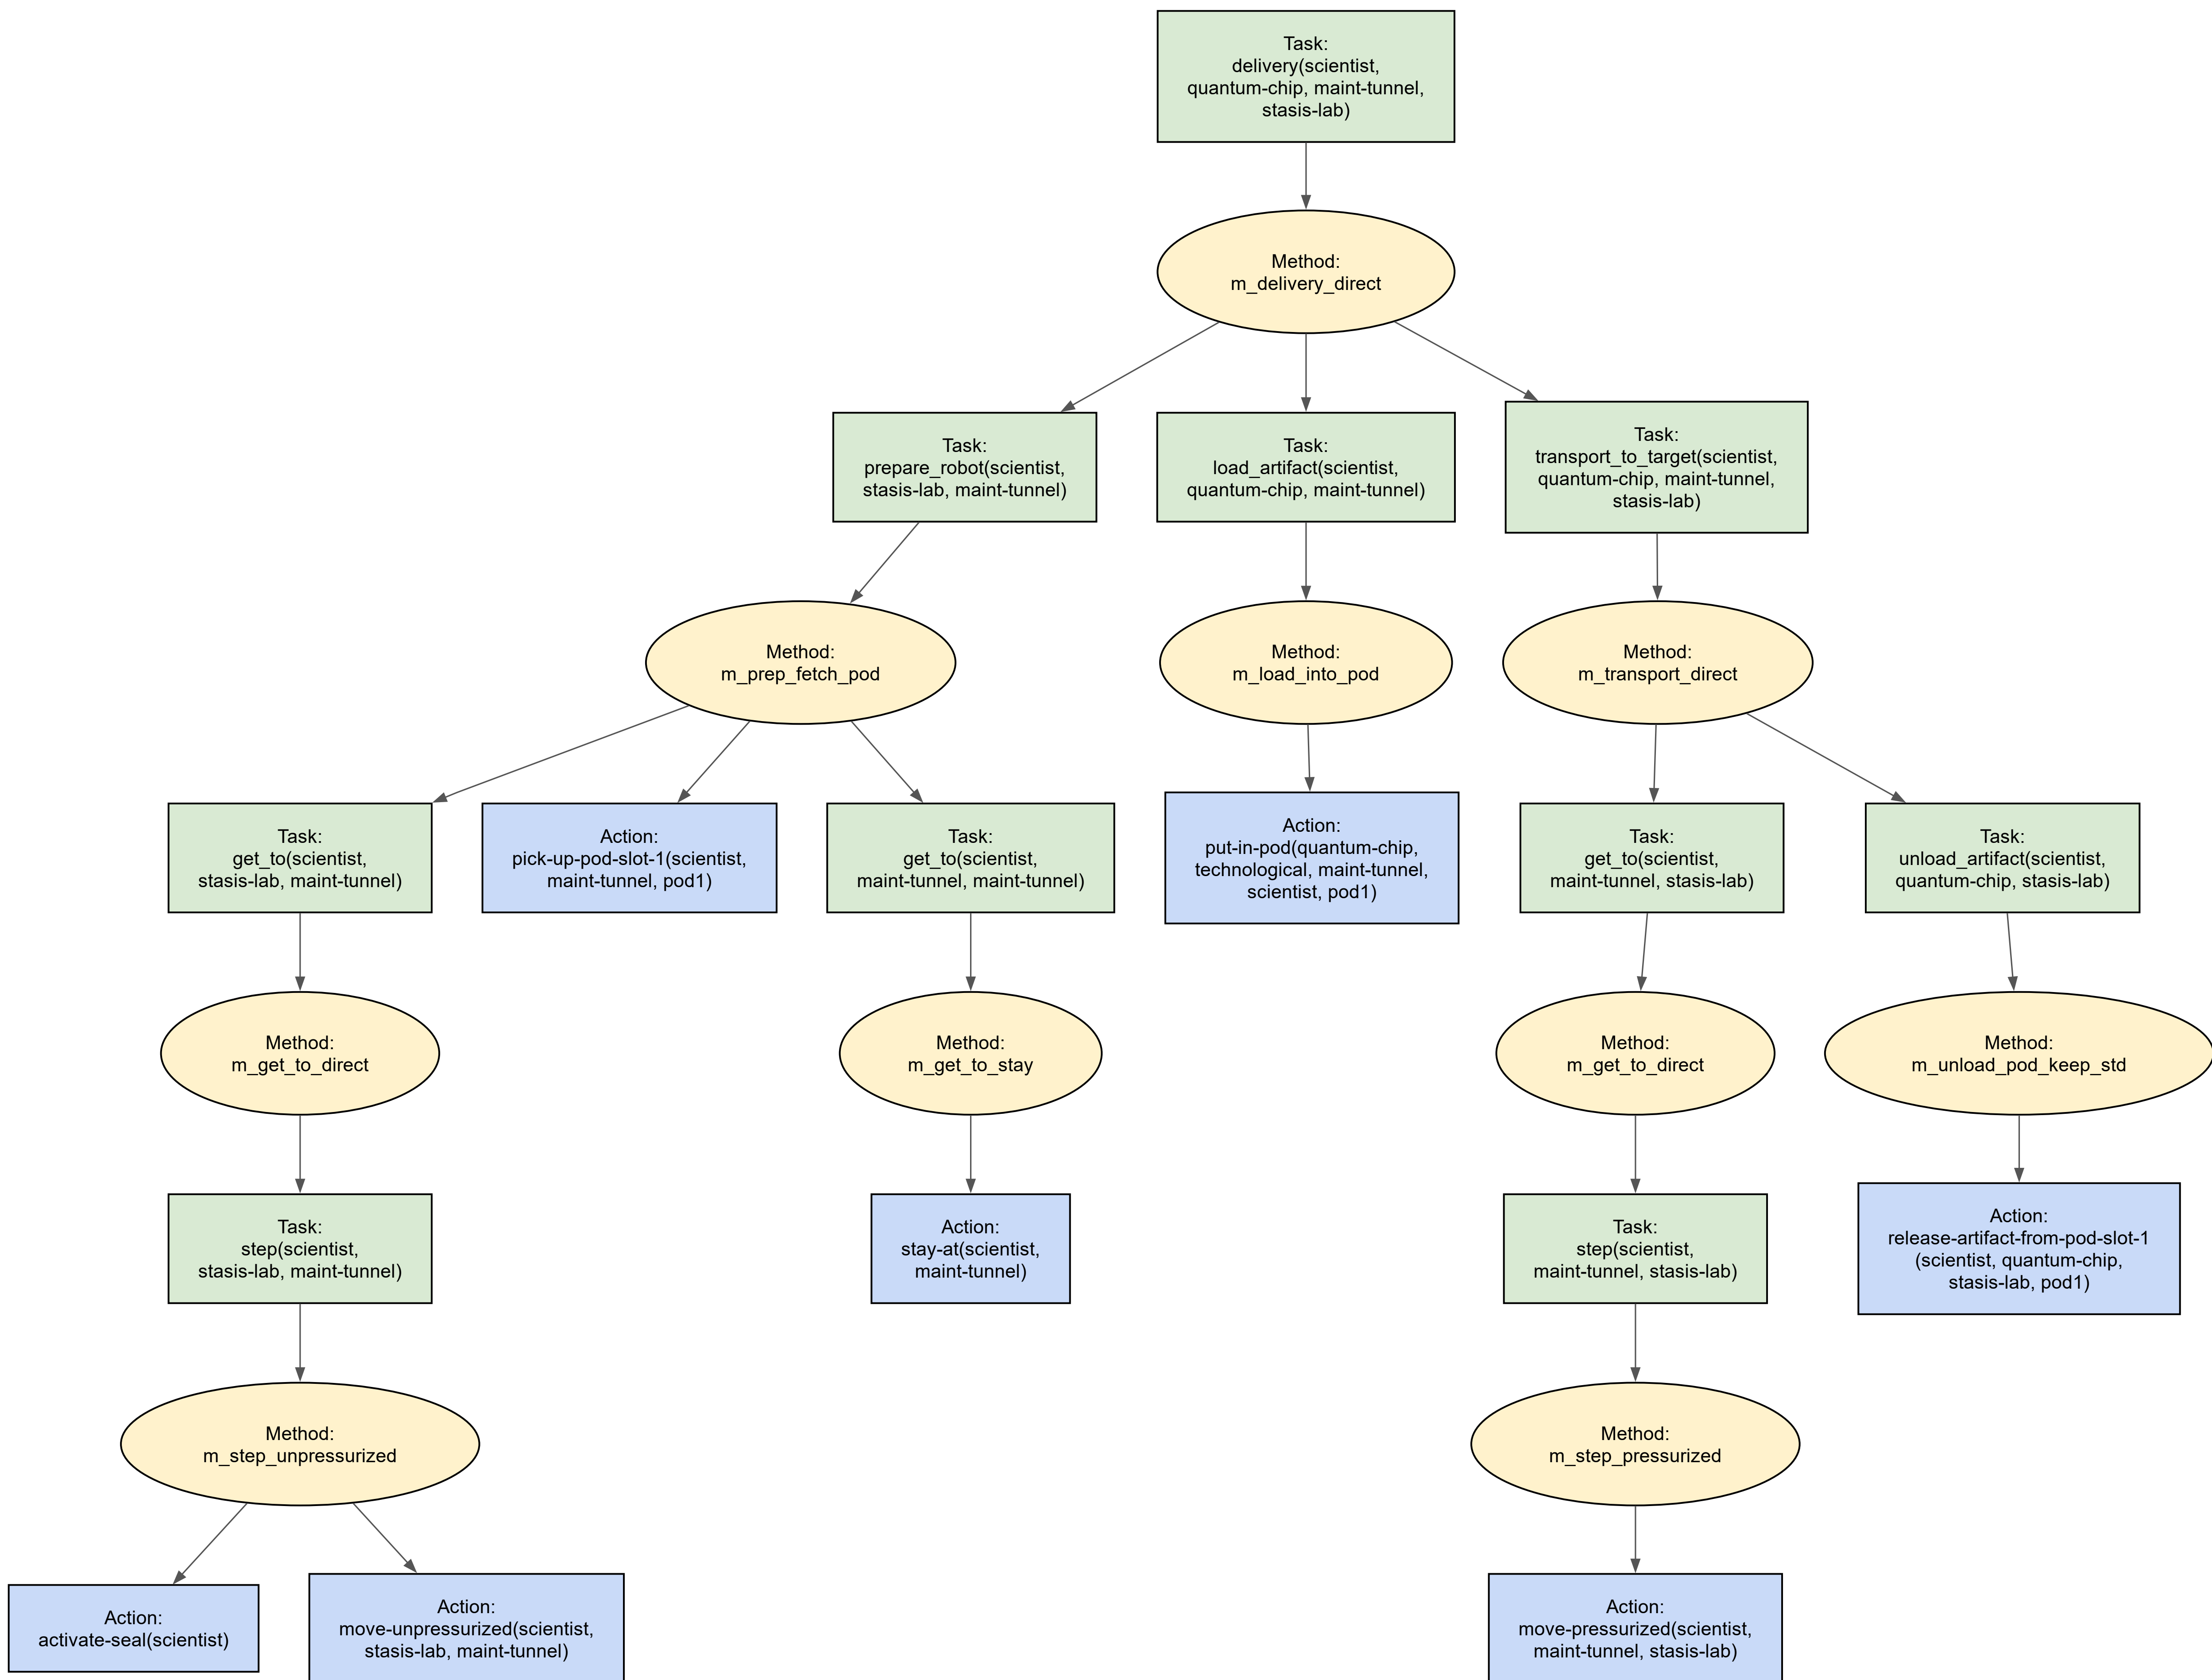 Task:
delivery(scientist,
quantum-chip, maint-tunnel,
stasis-lab)
Method:
m_delivery_direct
Task:
prepare_robot(scientist,
stasis-lab, maint-tunnel)
Task:
load_artifact(scientist,
quantum-chip, maint-tunnel)
Task:
transport_to_target(scientist,
quantum-chip, maint-tunnel,
stasis-lab)
Method:
m_prep_fetch_pod
Method:
m_load_into_pod
Method:
m_transport_direct
Task:
get_to(scientist,
stasis-lab, maint-tunnel)
Action:
pick-up-pod-slot-1(scientist,
maint-tunnel, pod1)
Task:
get_to(scientist,
maint-tunnel, maint-tunnel)
Action:
put-in-pod(quantum-chip,
technological, maint-tunnel,
scientist, pod1)
Task:
get_to(scientist,
maint-tunnel, stasis-lab)
Task:
unload_artifact(scientist,
quantum-chip, stasis-lab)
Method:
m_get_to_direct
Method:
m_get_to_stay
Method:
m_get_to_direct
Method:
m_unload_pod_keep_std
Task:
step(scientist,
stasis-lab, maint-tunnel)
Action:
stay-at(scientist,
maint-tunnel)
Task:
step(scientist,
maint-tunnel, stasis-lab)
Action:
release-artifact-from-pod-slot-1
(scientist, quantum-chip,
stasis-lab, pod1)
Method:
m_step_unpressurized
Method:
m_step_pressurized
Action:
activate-seal(scientist)
Action:
move-unpressurized(scientist,
stasis-lab, maint-tunnel)
Action:
move-pressurized(scientist,
maint-tunnel, stasis-lab)